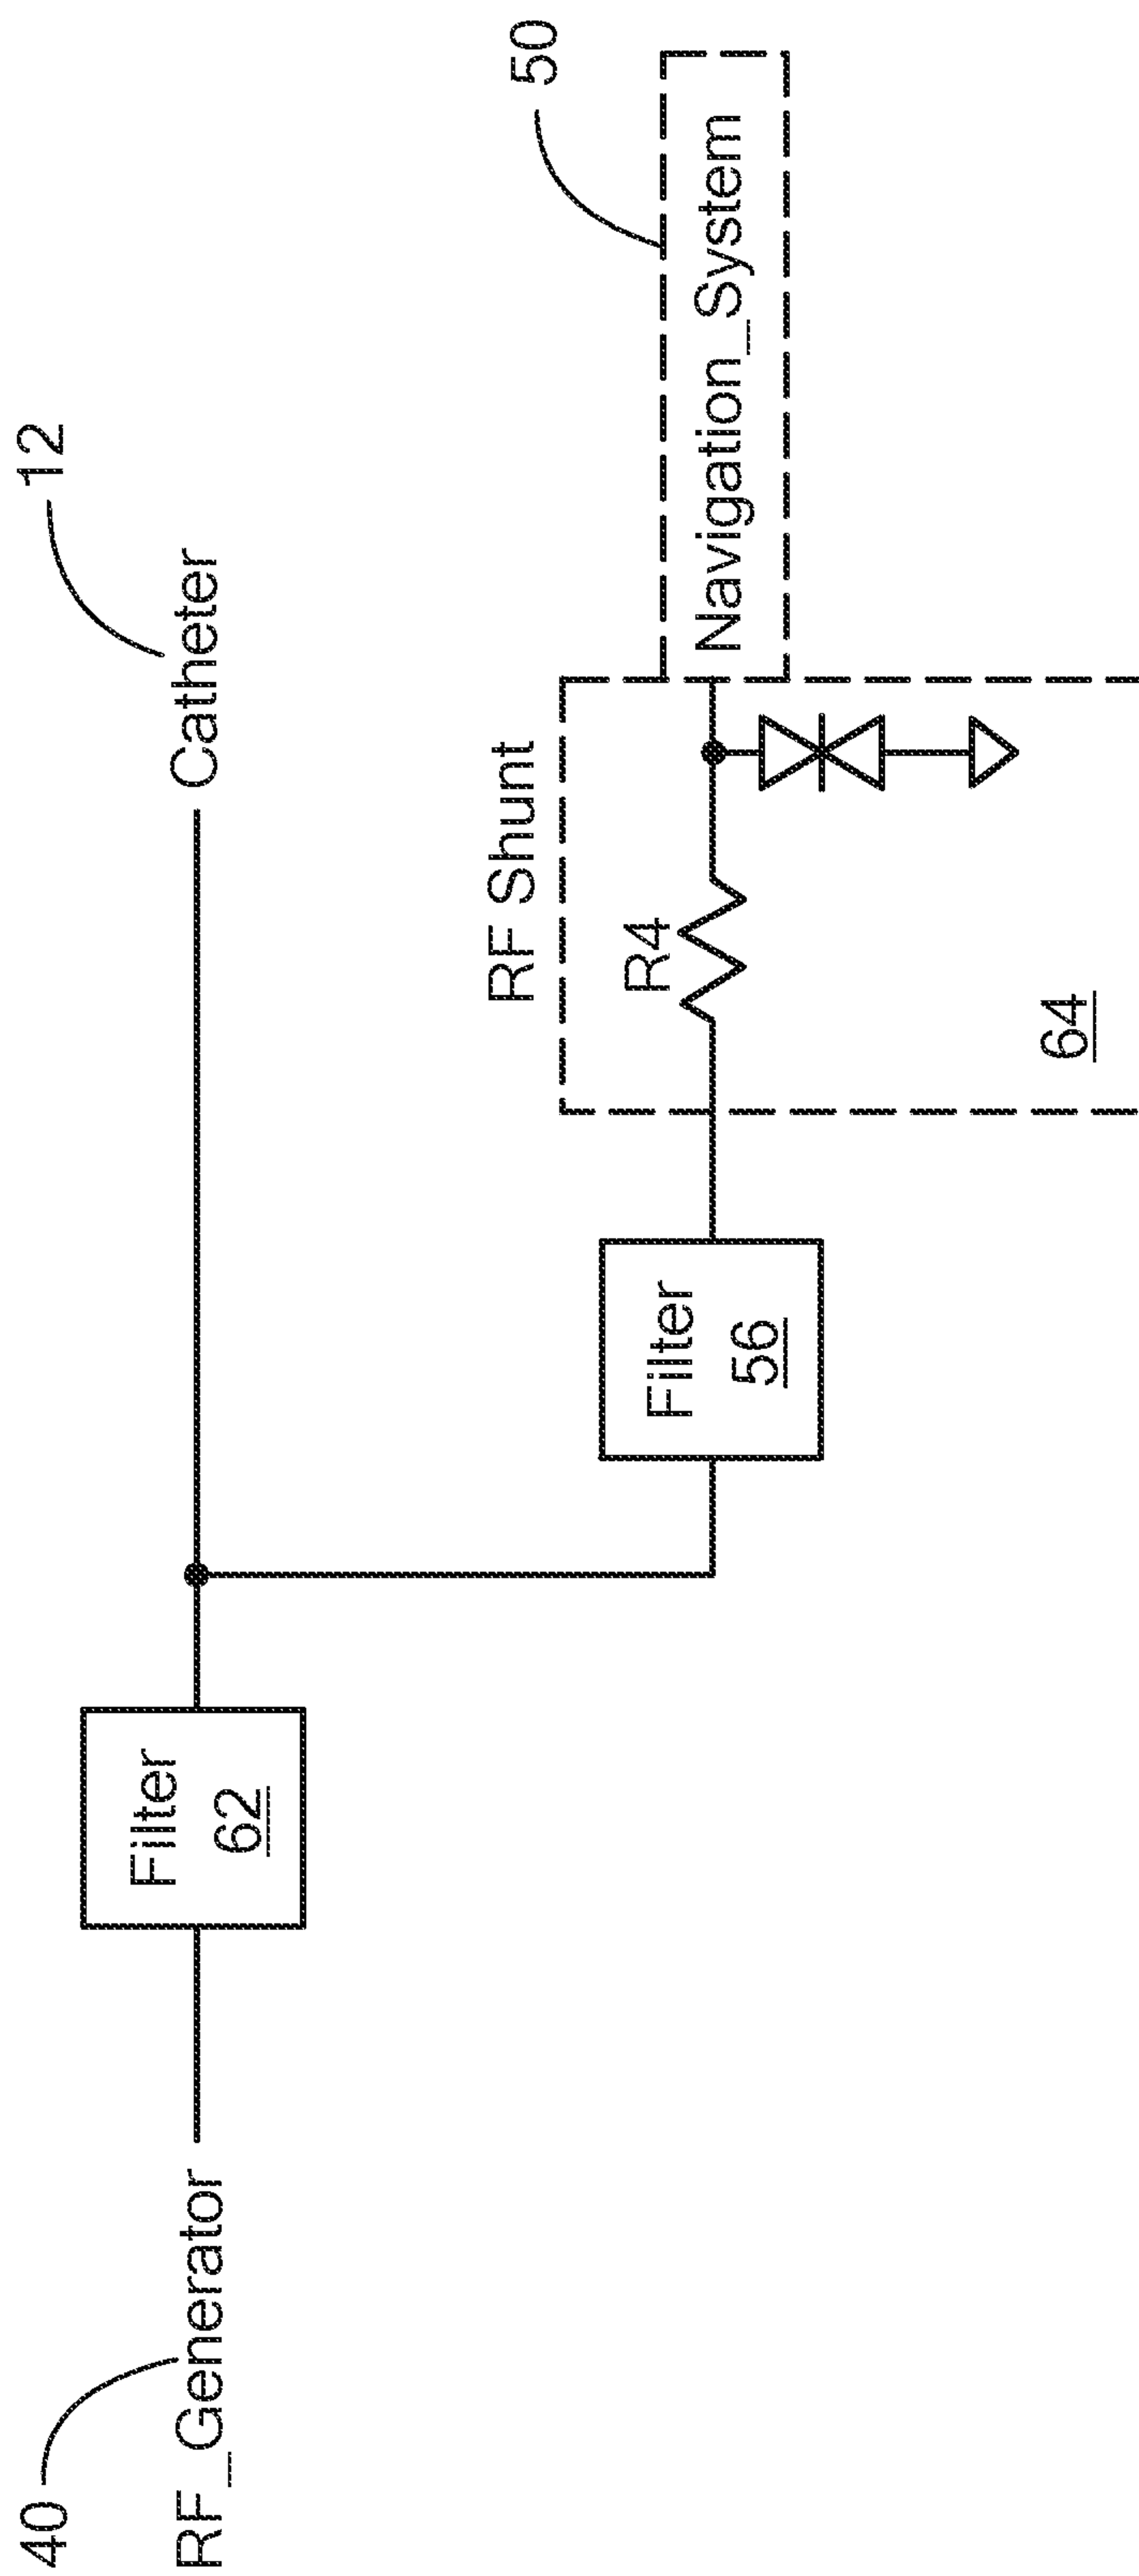 40
RF_Generator
Filter
62
12
Catheter
Filter
56
RF Shunt
R4
64
50
Navigation_System